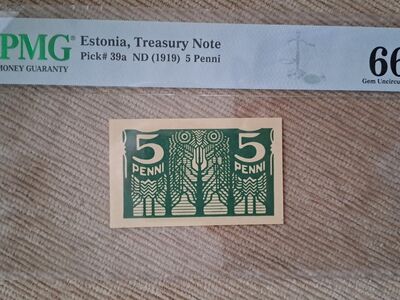 PMG®
MONEY GUARANTY
Estonia, Treasury Note
Pick# 39a ND (1919) 5 Penni
66
Gem Uncircu
5 5
PENNI PENNI